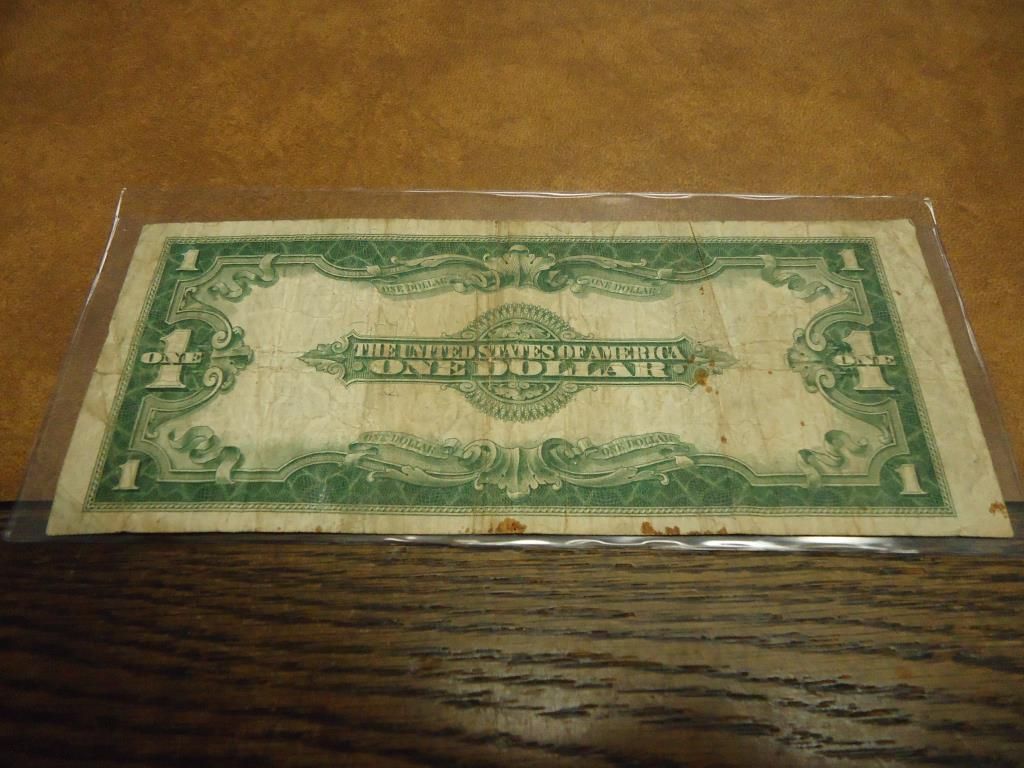 1 1
ONE DOLLAR ONE DOLLAR
THE UNITED STATES OF AMERICA
1 ONE 1 ONE
ONE DOLLAR
ONE DOLLAR ONE DOLLAR
1 1